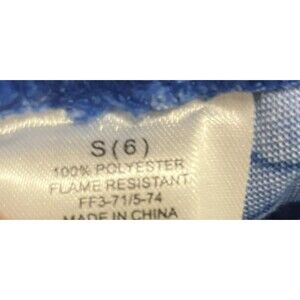 S(6)
100% POLYESTER
FLAME RESISTANT
FF3-71/5-74
MADE IN CHINA